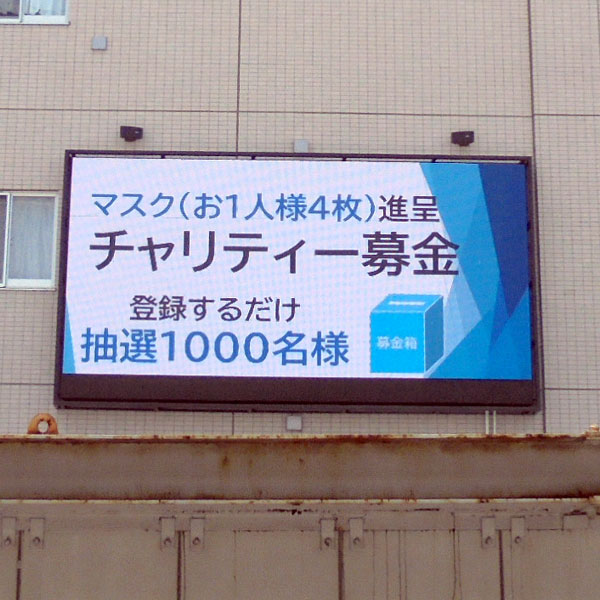 マスク(お1人様4枚)進呈
チャリティー募金
登録するだけ
抽選1000名様
募金箱